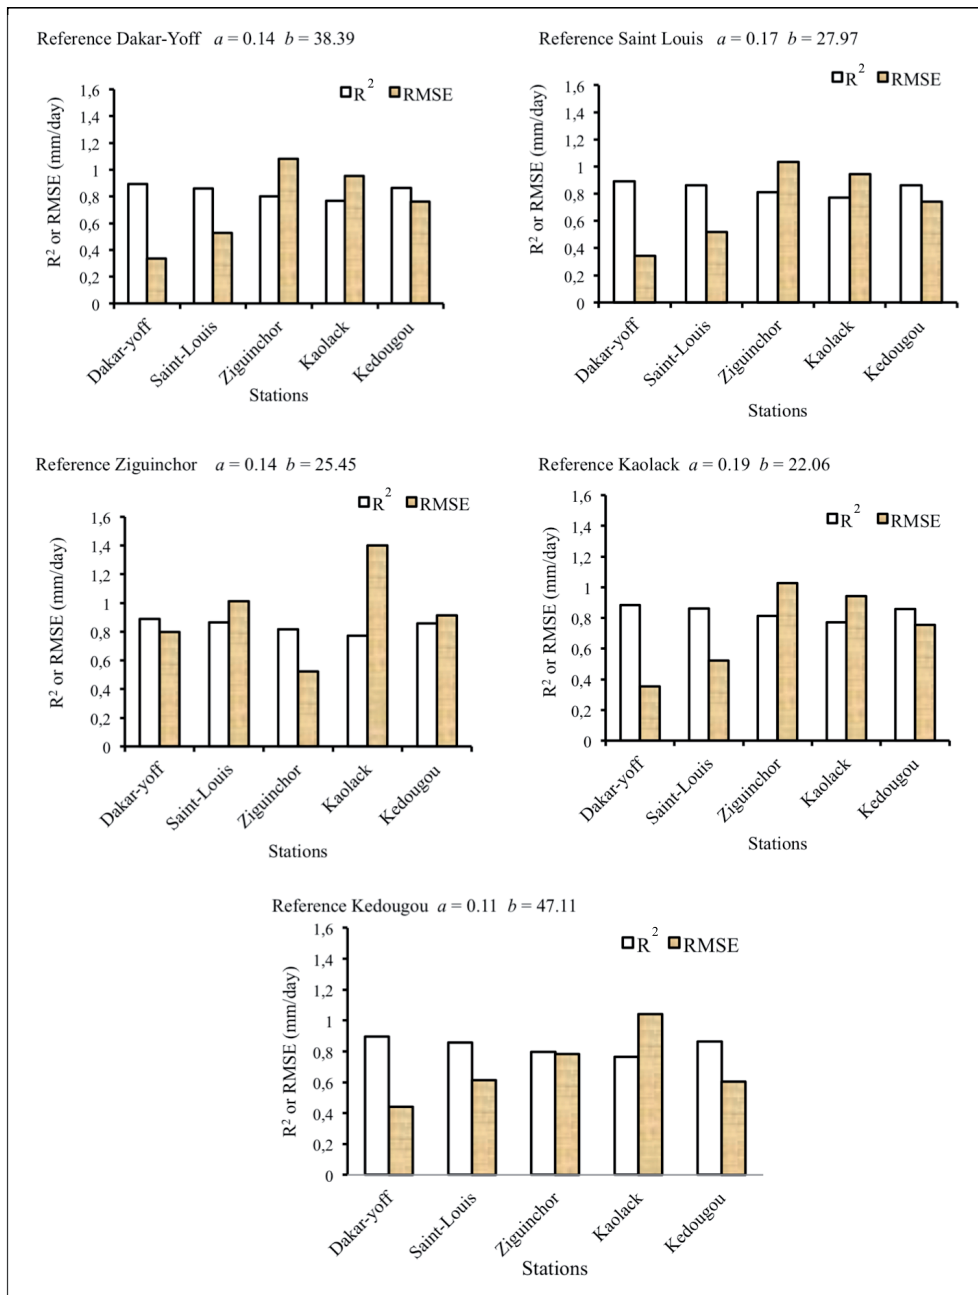 Reference Dakar-Yoff a = 0.14 b = 38.39
R² RMSE
R² or RMSE (mm/day)
1,6
1,4
1,2
1
0,8
0,6
0,4
0,2
0
Dakar-yoff
Saint-Louis
Ziguinchor
Kaolack
Kedougou
Stations
Reference Saint Louis a = 0.17 b = 27.97
R² RMSE
R² or RMSE (mm/day)
1,6
1,4
1,2
1
0,8
0,6
0,4
0,2
0
Dakar-yoff
Saint-Louis
Ziguinchor
Kaolack
Kedougou
Stations
Reference Ziguinchor a = 0.14 b = 25.45
R² RMSE
R² or RMSE (mm/day)
1,6
1,4
1,2
1
0,8
0,6
0,4
0,2
0
Dakar-yoff
Saint-Louis
Ziguinchor
Kaolack
Kedougou
Stations
Reference Kaolack a = 0.19 b = 22.06
R² RMSE
R² or RMSE (mm/day)
1,6
1,4
1,2
1
0,8
0,6
0,4
0,2
0
Dakar-yoff
Saint-Louis
Ziguinchor
Kaolack
Kedougou
Stations
Reference Kedougou a = 0.11 b = 47.11
R² RMSE
R² or RMSE (mm/day)
1,6
1,4
1,2
1
0,8
0,6
0,4
0,2
0
Dakar-yoff
Saint-Louis
Ziguinchor
Kaolack
Kedougou
Stations